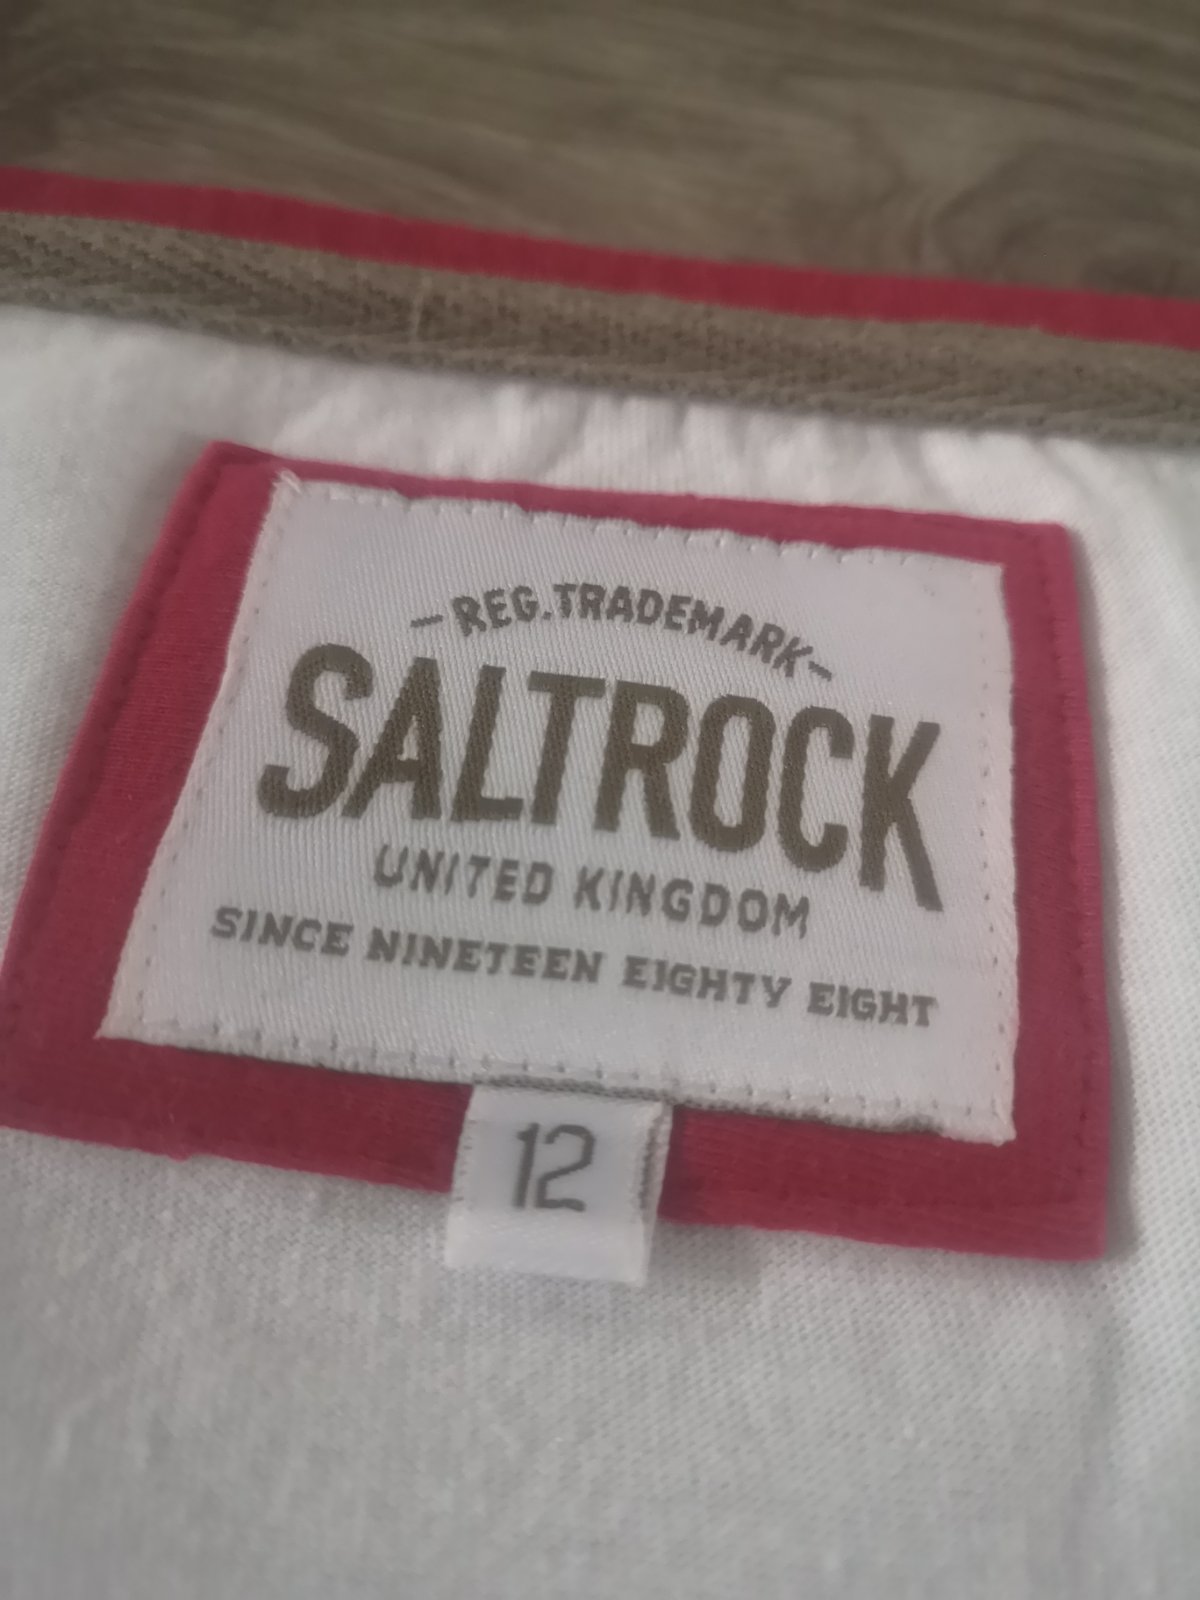 -REG.TRADEMARK-
SALTROCK
UNITED KINGDOM
SINCE NINETEEN EIGHTY EIGHT
12